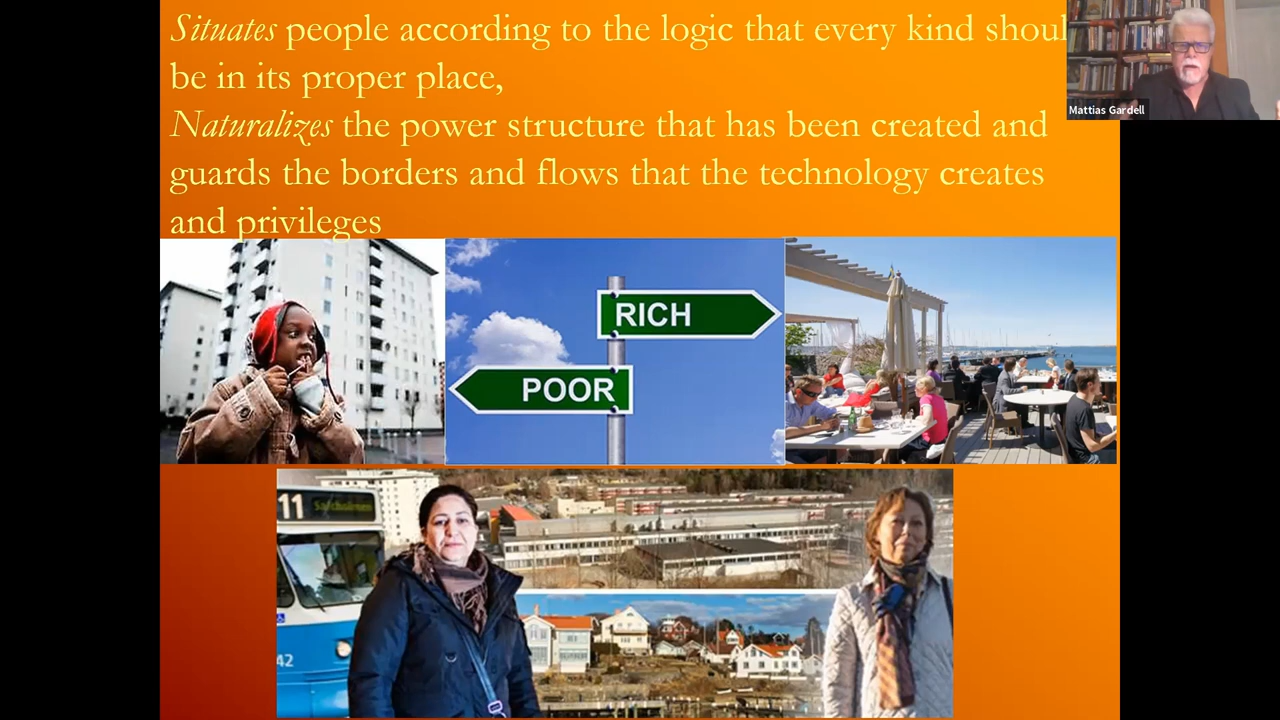 Situates people according to the logic that every kind shoul
be in its proper place,
Mattias Gardell
Naturalizes the power structure that has been created and
guards the borders and flows that the technology creates
and privileges
RICH
POOR
11
42